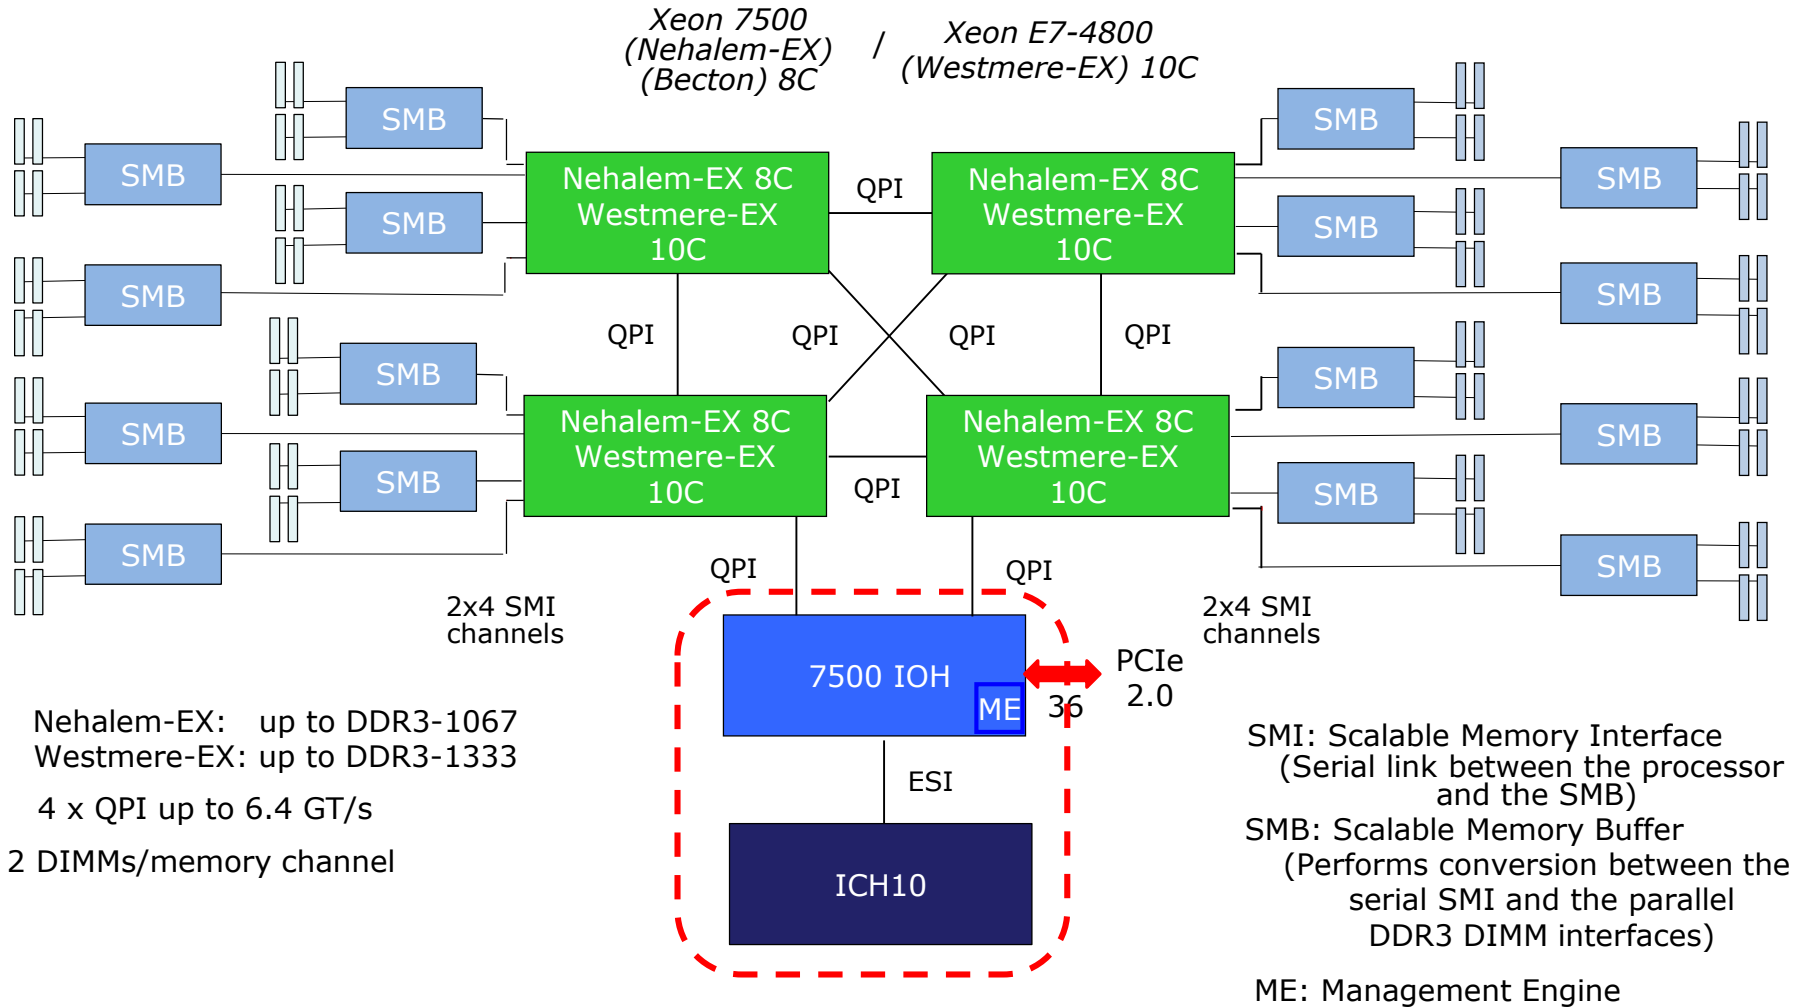 Xeon 7500
(Nehalem-EX)
(Becton) 8C
/
Xeon E7-4800
(Westmere-EX) 10C
SMB
SMB
SMB
SMB
SMB
SMB
SMB
SMB
Nehalem-EX 8C
Westmere-EX
10C
QPI
Nehalem-EX 8C
Westmere-EX
10C
SMB
SMB
SMB
SMB
QPI
QPI
QPI
QPI
SMB
SMB
SMB
SMB
Nehalem-EX 8C
Westmere-EX
10C
QPI
Nehalem-EX 8C
Westmere-EX
10C
QPI
QPI
2x4 SMI
channels
2x4 SMI
channels
7500 IOH
ME
36
PCIe
2.0
ESI
ICH10
Nehalem-EX: up to DDR3-1067
Westmere-EX: up to DDR3-1333
4 x QPI up to 6.4 GT/s
2 DIMMs/memory channel
SMI: Scalable Memory Interface
(Serial link between the processor
and the SMB)
SMB: Scalable Memory Buffer
(Performs conversion between the
serial SMI and the parallel
DDR3 DIMM interfaces)
ME: Management Engine